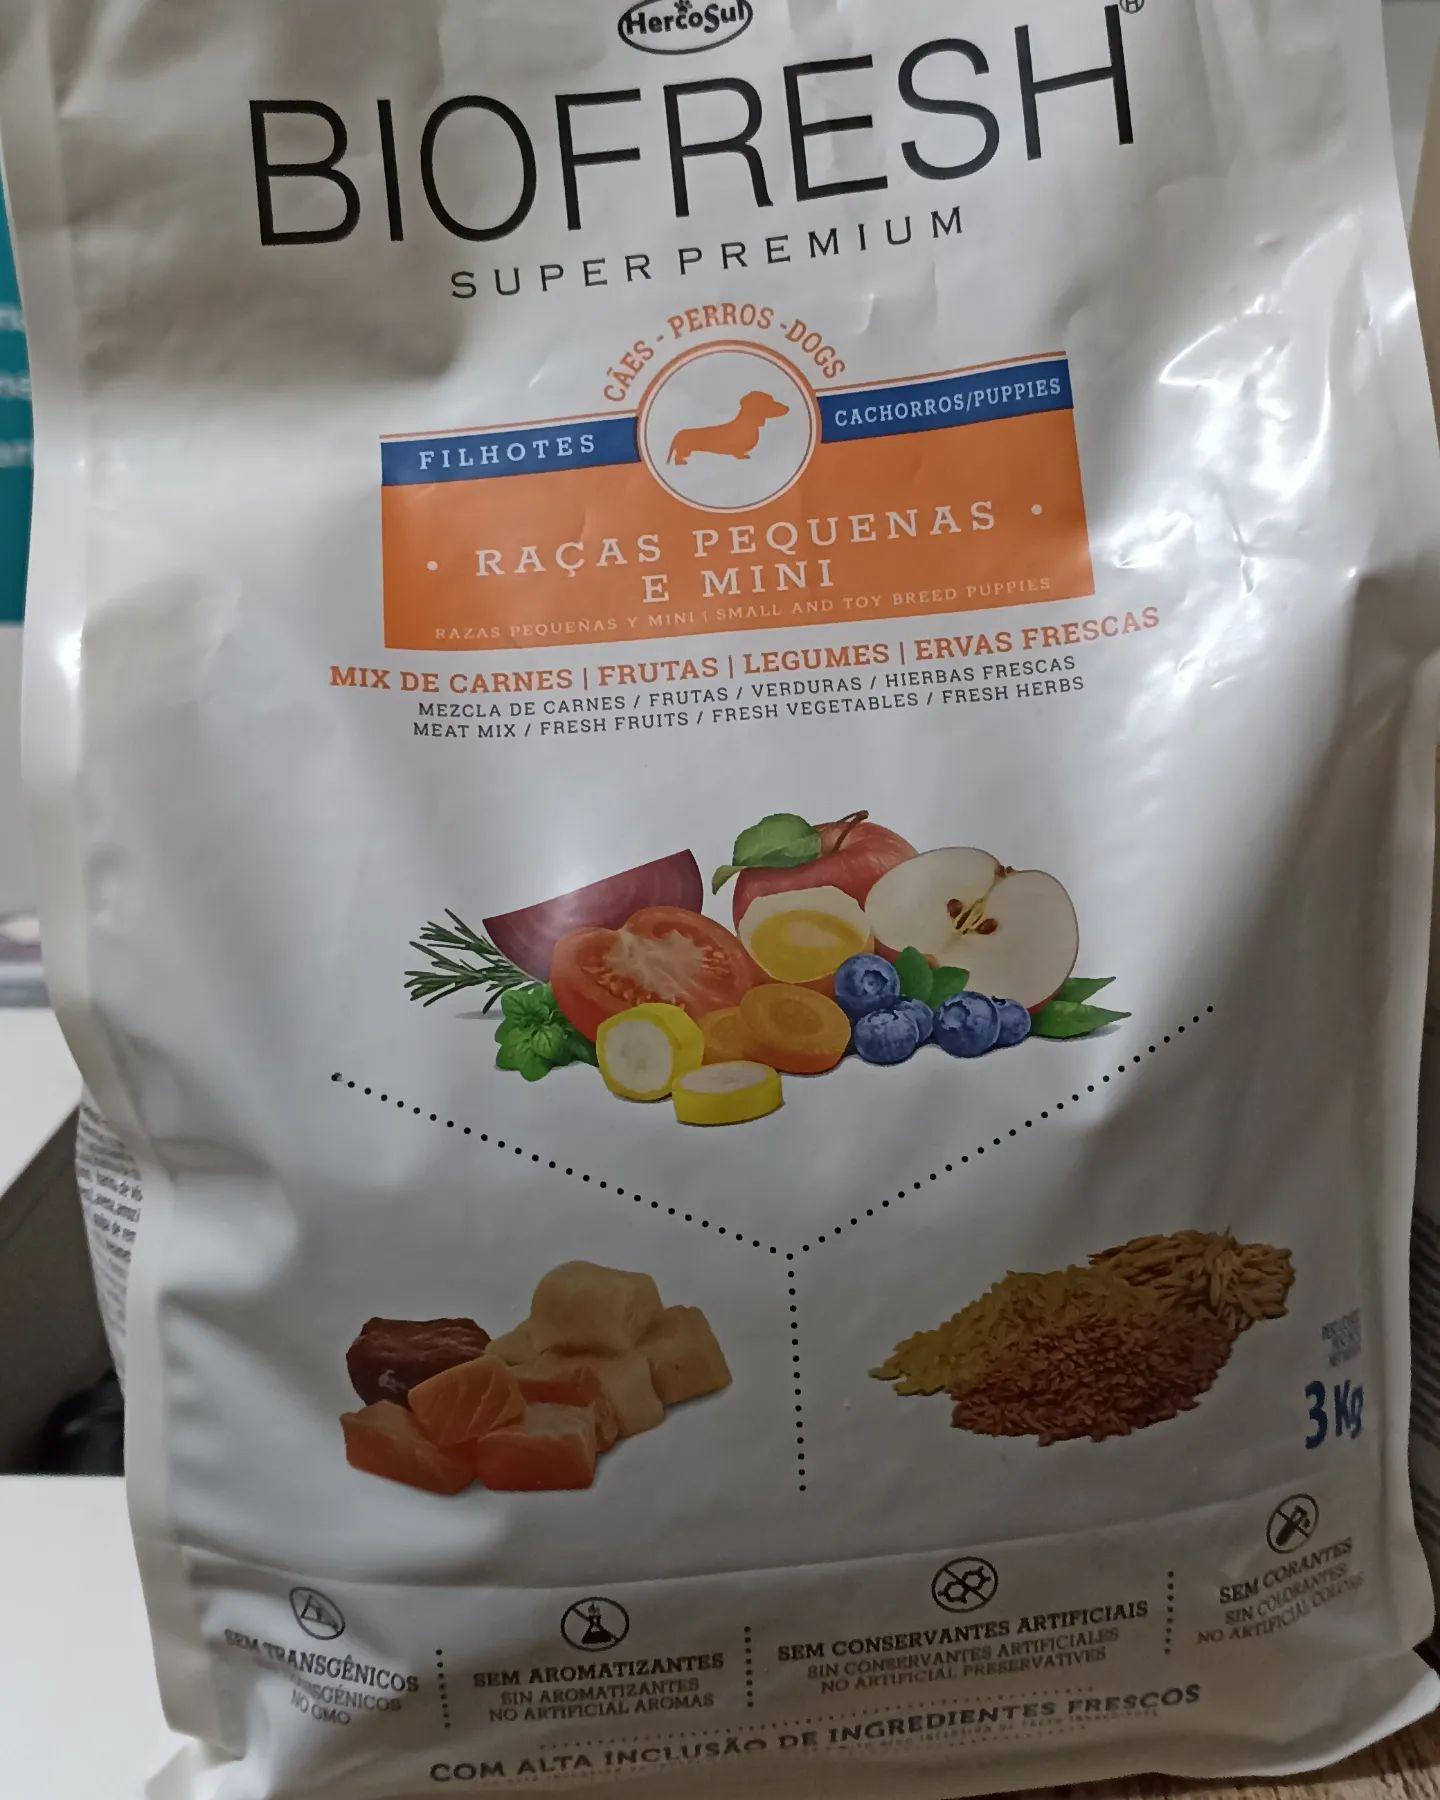 HercoSul
BIOFRESH®
SUPER PREMIUM
CÃES - PERROS - DOGS
FILHOTES
CACHORROS/PUPPIES
• RAÇAS PEQUENAS •
E MINI
RAZAS PEQUEÑAS Y MINI | SMALL AND TOY BREED PUPPIES
MIX DE CARNES | FRUTAS | LEGUMES | ERVAS FRESCAS
MEZCLA DE CARNES / FRUTAS / VERDURAS / HIERBAS FRESCAS
MEAT MIX / FRESH FRUITS / FRESH VEGETABLES / FRESH HERBS
3 Kg
SEM TRANSGÊNICOS
NO GMO
SEM AROMATIZANTES
SIN AROMATIZANTES
NO ARTIFICIAL AROMAS
SEM CONSERVANTES ARTIFICIAIS
SIN CONSERVANTES ARTIFICIALES
NO ARTIFICIAL PRESERVATIVES
SEM CORANTES
SIN COLORANTES
NO ARTIFICIAL COLORS
COM ALTA INCLUSÃO DE INGREDIENTES FRESCOS